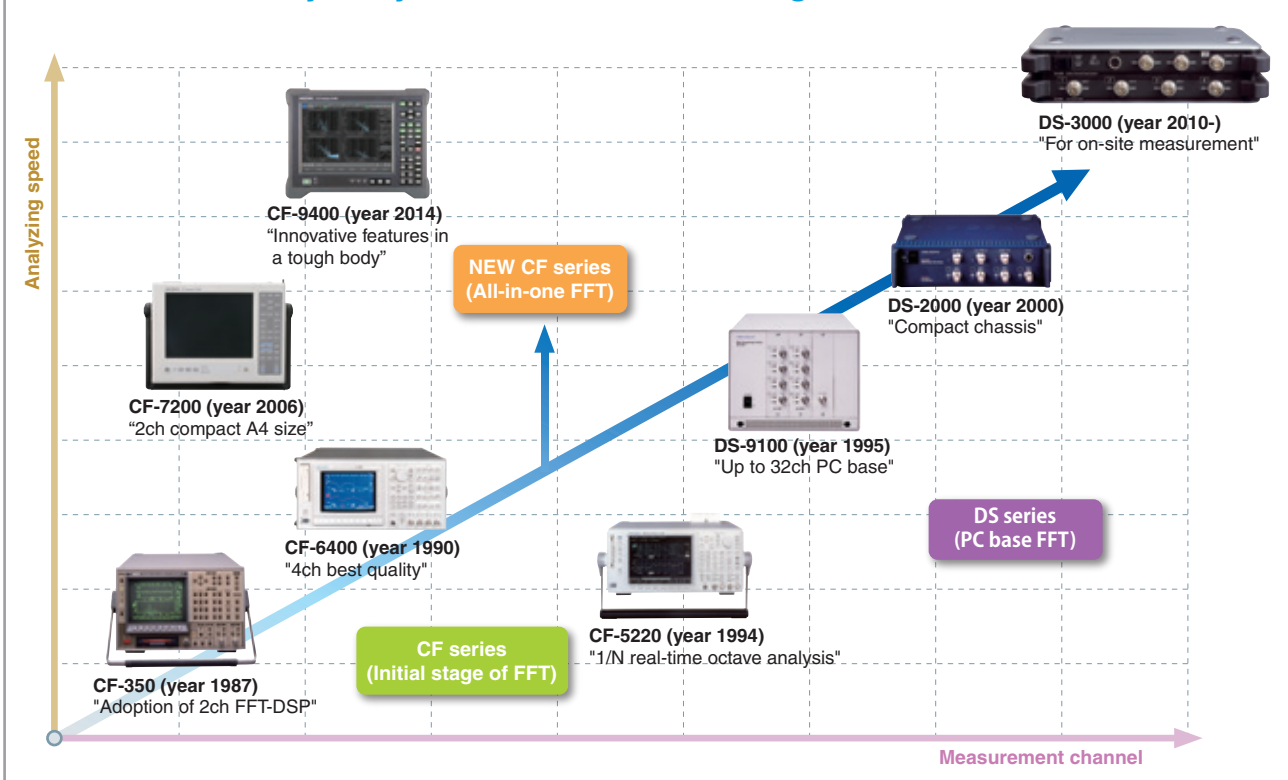 Analyzing speed
DS-3000 (year 2010-)
"For on-site measurement"
CF-9400 (year 2014)
“Innovative features in
a tough body”
NEW CF series
(All-in-one FFT)
DS-2000 (year 2000)
"Compact chassis"
CF-7200 (year 2006)
“2ch compact A4 size”
DS-9100 (year 1995)
"Up to 32ch PC base"
CF-6400 (year 1990)
"4ch best quality"
DS series
(PC base FFT)
CF-5220 (year 1994)
"1/N real-time octave analysis"
CF series
(Initial stage of FFT)
CF-350 (year 1987)
"Adoption of 2ch FFT-DSP"
Measurement channel